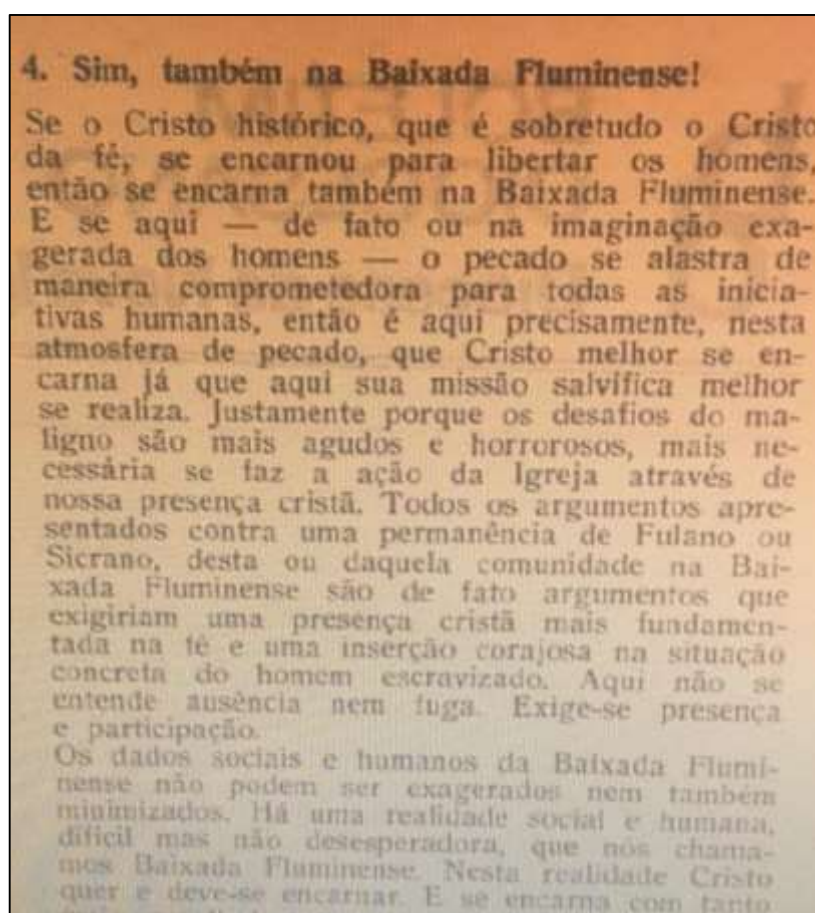 4. Sim, também na Baixada Fluminense!
Se o Cristo histórico, que é sobretudo o Cristo
da fé, se encarnou para libertar os homens,
então se encarna também na Baixada Fluminense.
E se aqui — de fato ou na imaginação exa-
gerada dos homens — o pecado se alastra de
maneira comprometedora para todas as inicia-
tivas humanas, então é aqui precisamente, nesta
atmosfera de pecado, que Cristo melhor se en-
carna já que aqui sua missão salvífica melhor
se realiza. Justamente porque os desafios do ma-
ligno são mais agudos e horrorosos, mais ne-
cessária se faz a ação da Igreja através de
nossa presença cristã. Todos os argumentos apre-
sentados contra uma permanência de Fulano ou
Sicrano, desta ou daquela comunidade na Bai-
xada Fluminense são de fato argumentos que
exigiriam uma presença cristã mais fundamen-
tada na fé e uma inserção corajosa na situação
concreta do homem escravizado. Aqui não se
entende ausência nem fuga. Exige-se presença
e participação.
Os dados sociais e humanos da Baixada Flumi-
nense não podem ser exagerados nem também
minimizados. Há uma realidade social e humana,
difícil mas não desesperadora, que nós chama-
mos Baixada Fluminense. Nesta realidade Cristo
quer e deve-se encarnar. E se encarna com tanto